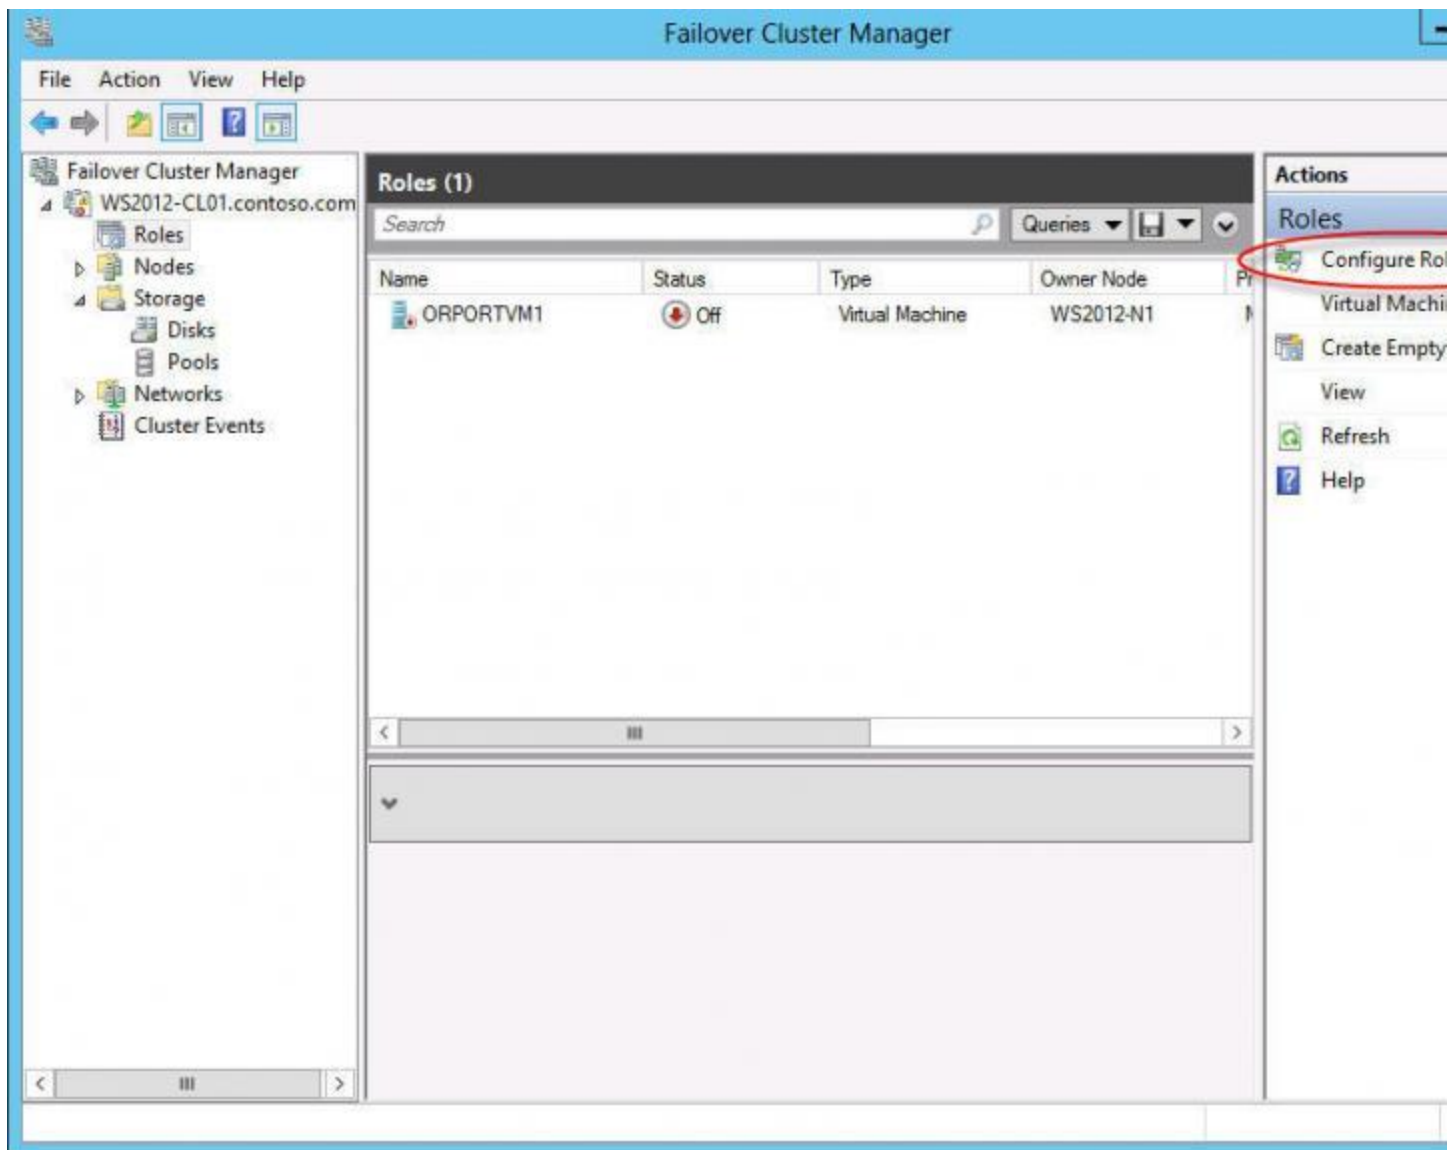 Failover Cluster Manager
File Action View Help
Failover Cluster Manager
WS2012-CL01.contoso.com
Roles
Nodes
Storage
Disks
Pools
Networks
Cluster Events
Roles (1)
Search
Queries
Name Status Type Owner Node
ORPORTVM1 Off Virtual Machine WS2012-N1
Actions
Roles
Configure
Virtual
Create Empty
View
Refresh
Help